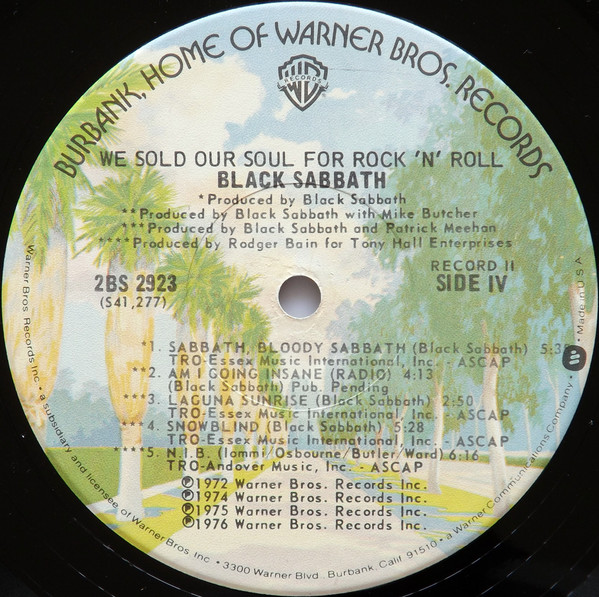 BURBANK, HOME OF WARNER BROS. RECORDS
W RECORDS
WE SOLD OUR SOUL FOR ROCK 'N' ROLL
BLACK SABBATH
*Produced by Black Sabbath
**Produced by Black Sabbath with Mike Butcher
***Produced by Black Sabbath and Patrick Meehan
****Produced by Rodger Bain for Tony Hall Enterprises
2BS 2923
(S41,277)
RECORD II
SIDE IV
*1. SABBATH, BLOODY SABBATH (Black Sabbath)
TRO-Essex Music International, Inc. - ASCAP
**2. AM I GOING INSANE (RADIO) 4:13
(Black Sabbath) Pub. Pending
***3. LAGUNA SUNRISE (Black Sabbath) 2:50
TRO-Essex Music International, Inc. - ASCAP
***4. SNOWBLIND (Black Sabbath) 5:28
TRO-Essex Music International, Inc. - ASCAP
****5. N.I.B. (Iommi/Osbourne/Butler/Ward) 6:16
TRO-Andover Music, Inc. - ASCAP
℗1972 Warner Bros. Records Inc.
℗1974 Warner Bros. Records Inc.
℗1975 Warner Bros. Records Inc.
℗1976 Warner Bros. Records Inc.
Warner Bros. Records Inc. • a subsidiary and licensee of Warner Bros. Inc. • 3300 Warner Blvd., Burbank, Calif. 91510 • a Warner Communications Company • Made in U.S.A.